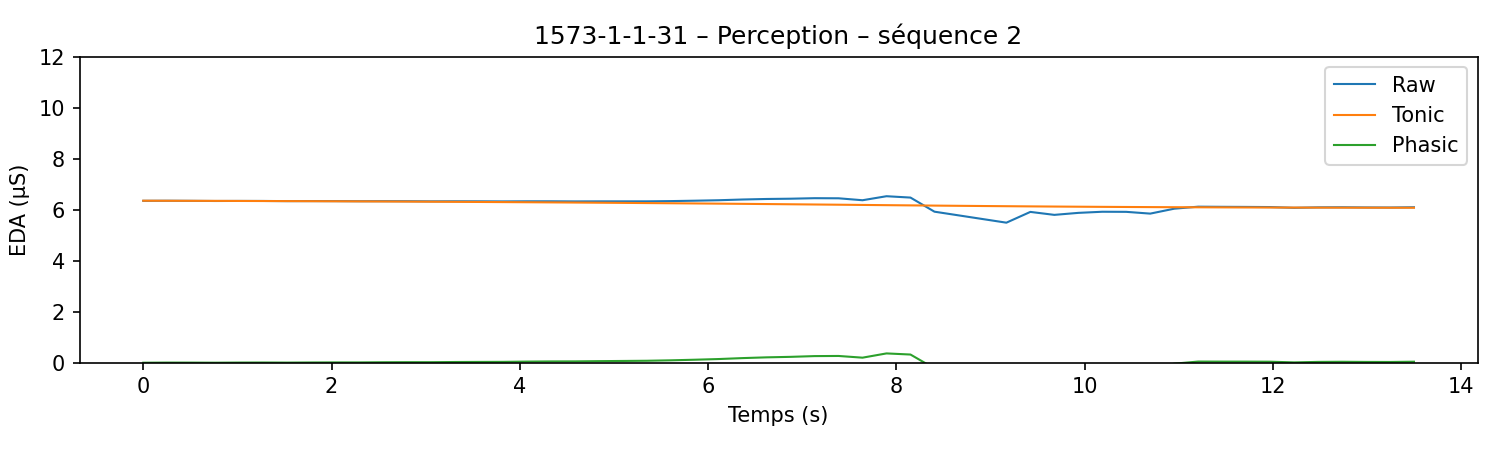 1573-1-1-31 – Perception – séquence 2
12
10
8
6
4
2
0
EDA (µS)
Raw
Tonic
Phasic
0 2 4 6 8 10 12 14
Temps (s)